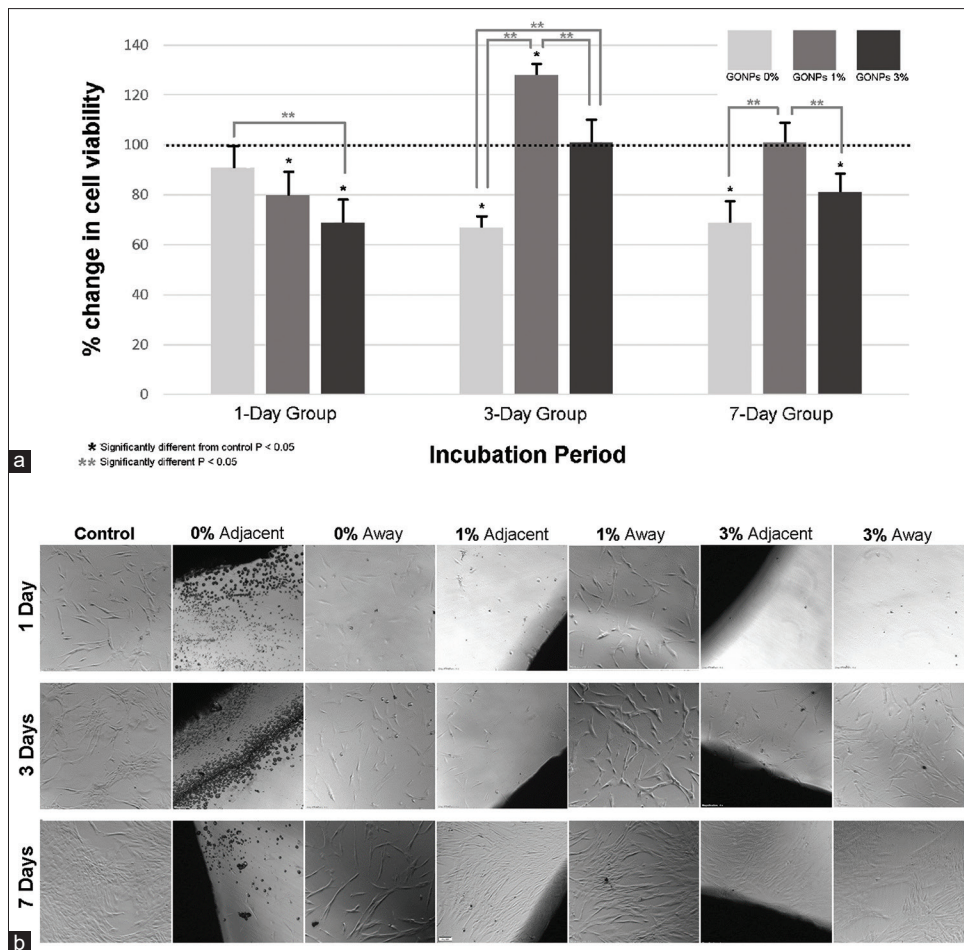 140
120
100
80
60
40
20
0
% change in cell viability
**
*
*
*
**
**
**
*
*
**
**
*
*
GONPs 0% GONPs 1% GONPs 3%
1-Day Group 3-Day Group 7-Day Group
Incubation Period
* Significantly different from control P < 0.05
** Significantly different P < 0.05
a
Control 0% Adjacent 0% Away 1% Adjacent 1% Away 3% Adjacent 3% Away
1 Day
3 Days
7 Days
b